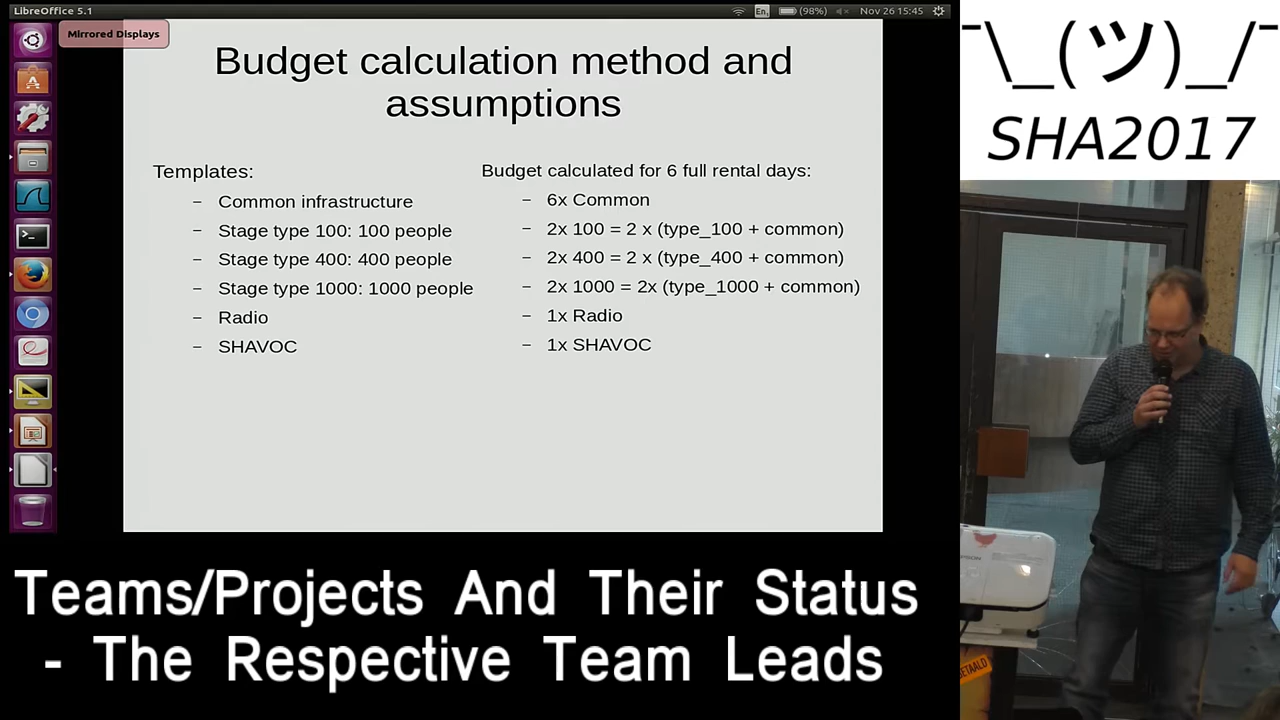 LibreOffice 5.1
En
(98%)
Nov 26 15:45
Mirrored Displays
Budget calculation method and
assumptions
Templates:
– Common infrastructure
– Stage type 100: 100 people
– Stage type 400: 400 people
– Stage type 1000: 1000 people
– Radio
– SHAVOC
Budget calculated for 6 full rental days:
– 6x Common
– 2x 100 = 2 x (type_100 + common)
– 2x 400 = 2 x (type_400 + common)
– 2x 1000 = 2x (type_1000 + common)
– 1x Radio
– 1x SHAVOC
¯\_(ツ)_/¯
SHA2017
BETAALD
Teams/Projects And Their Status
- The Respective Team Leads